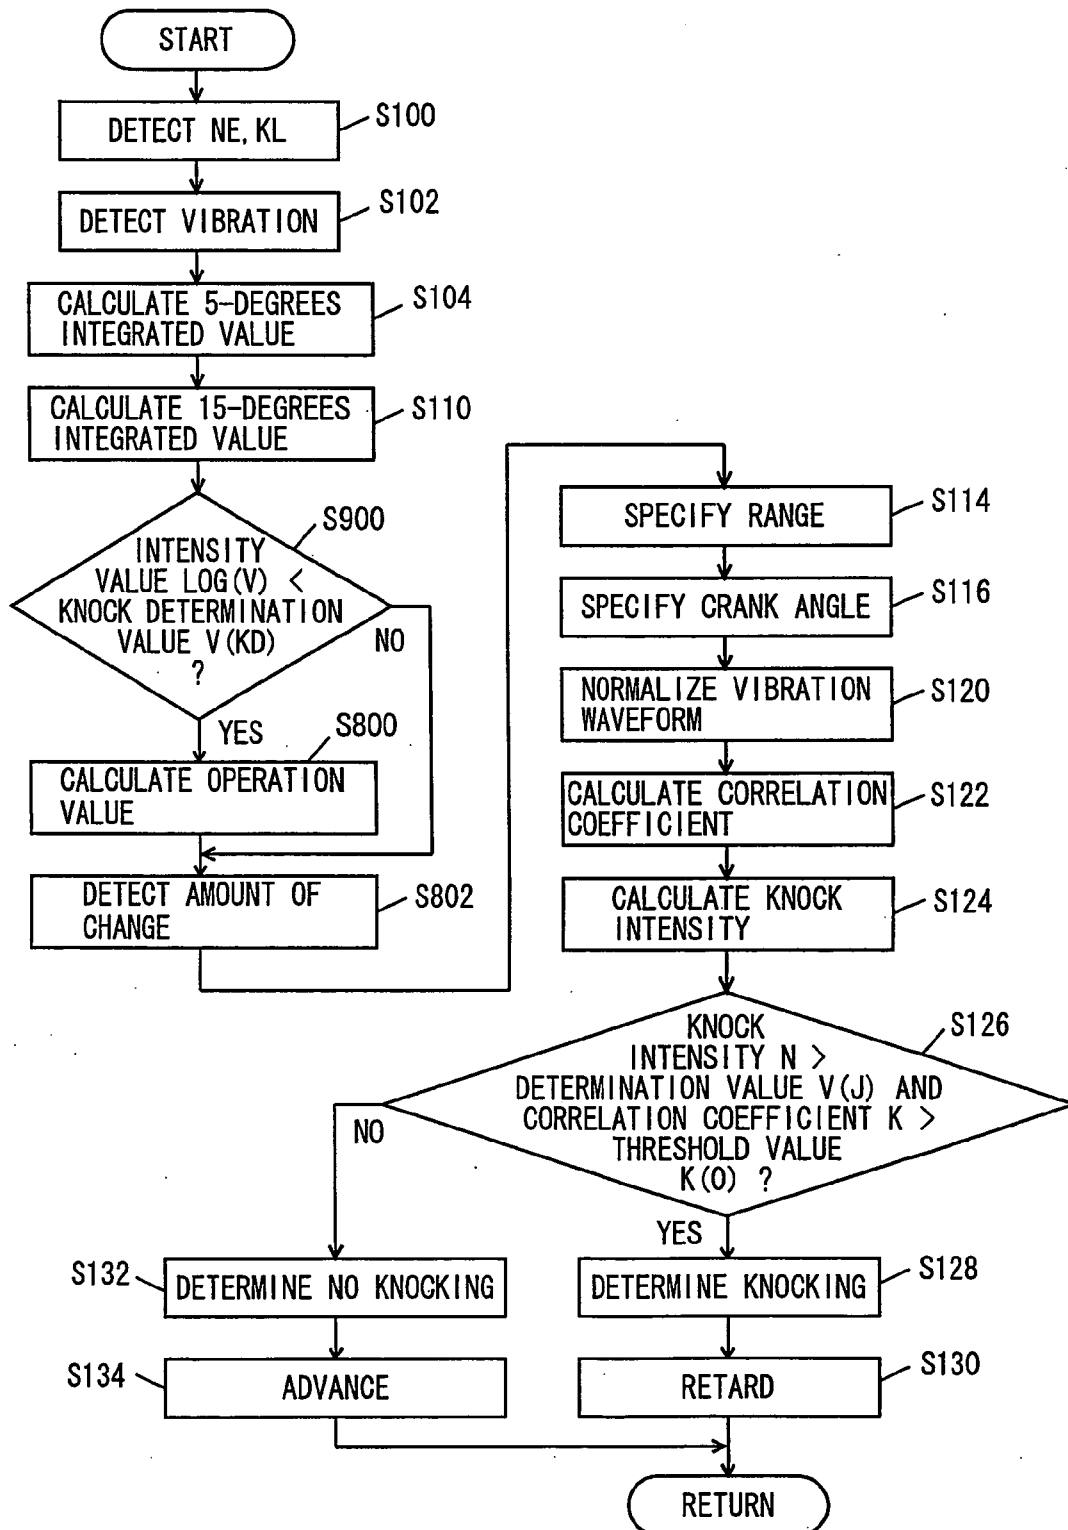 START
DETECT NE, KL
S100
DETECT VIBRATION
S102
CALCULATE 5-DEGREES
INTEGRATED VALUE
S104
CALCULATE 15-DEGREES
INTEGRATED VALUE
S110
S900
INTENSITY
VALUE LOG(V) <
KNOCK DETERMINATION
VALUE V(KD)
?
NO
YES
S800
CALCULATE OPERATION
VALUE
DETECT AMOUNT OF
CHANGE
S802
SPECIFY RANGE
S114
SPECIFY CRANK ANGLE
S116
NORMALIZE VIBRATION
WAVEFORM
S120
CALCULATE CORRELATION
COEFFICIENT
S122
CALCULATE KNOCK
INTENSITY
S124
S126
KNOCK
INTENSITY N >
DETERMINATION VALUE V(J) AND
CORRELATION COEFFICIENT K >
THRESHOLD VALUE
K(0) ?
NO
YES
S132
DETERMINE NO KNOCKING
DETERMINE KNOCKING
S128
S134
ADVANCE
RETARD
S130
RETURN